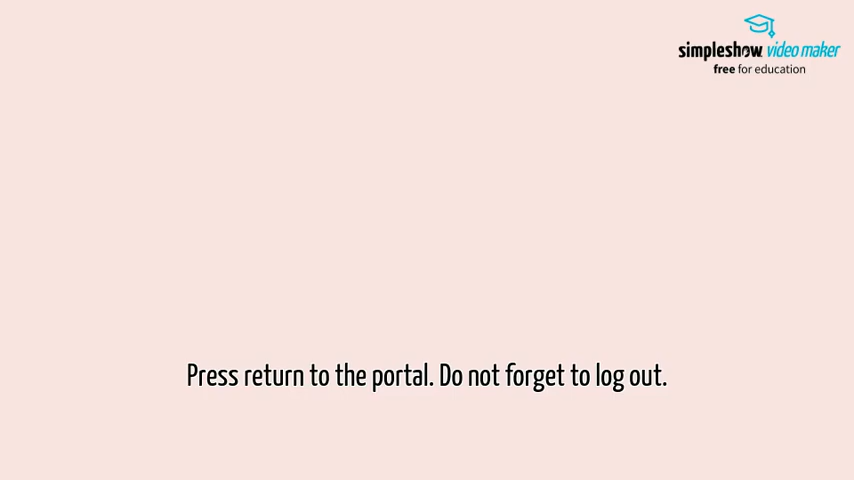 simpleshow video maker
free for education
Press return to the portal. Do not forget to log out.